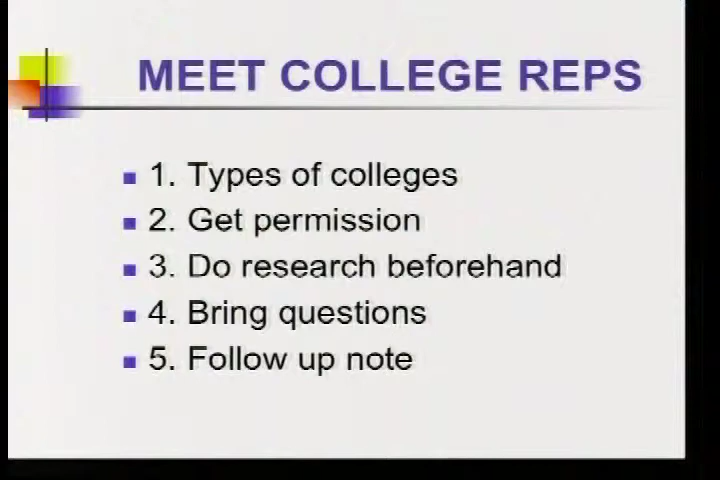 MEET COLLEGE REPS
1. Types of colleges
2. Get permission
3. Do research beforehand
4. Bring questions
5. Follow up note